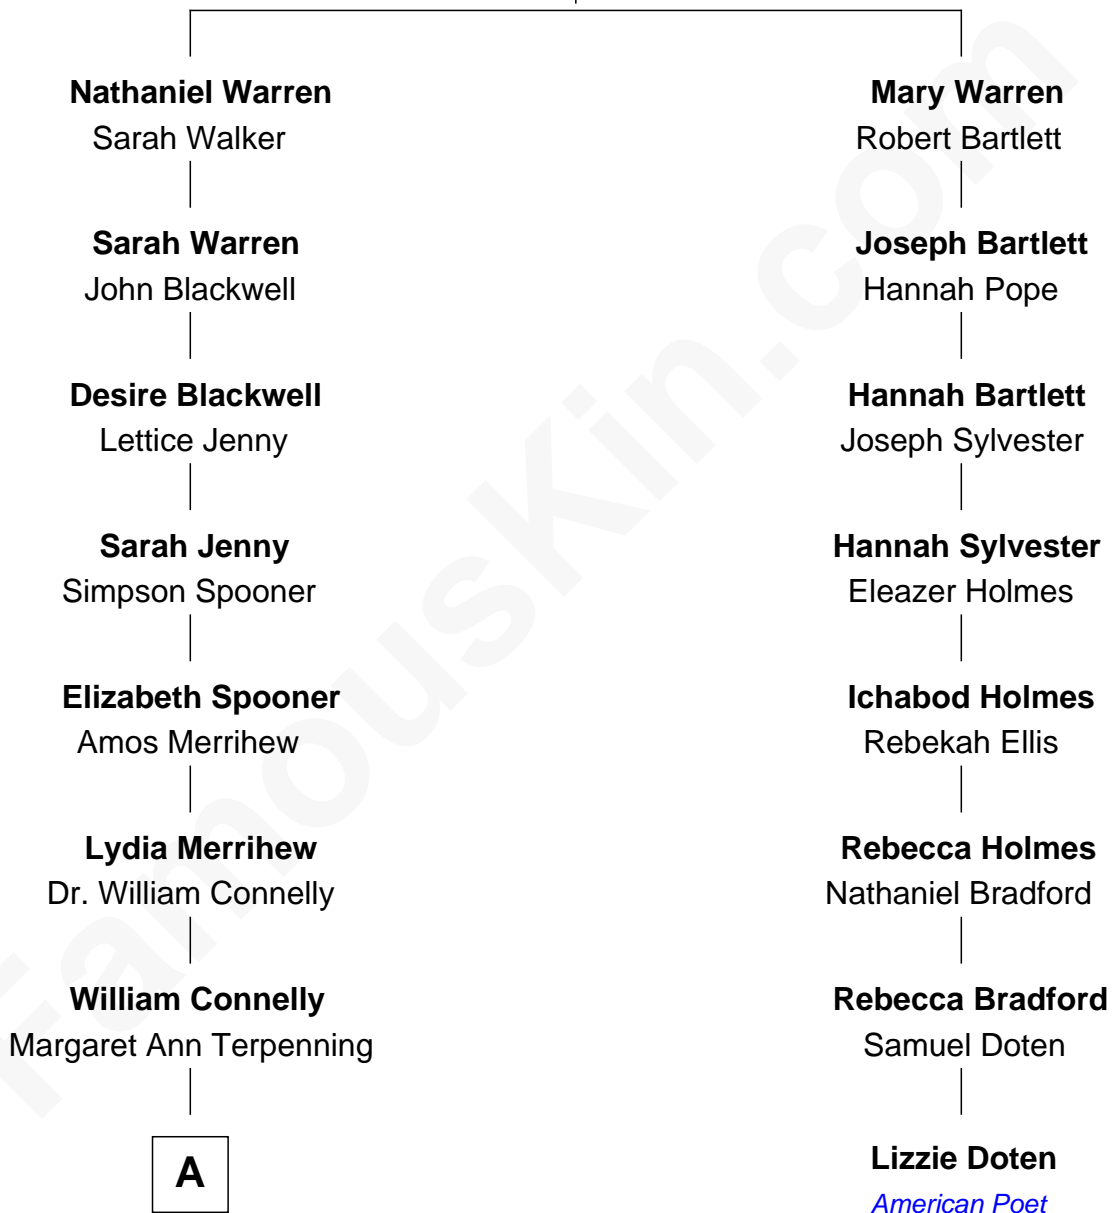 Nathaniel Warren
Sarah Walker
Sarah Warren
John Blackwell
Desire Blackwell
Lettice Jenny
Sarah Jenny
Simpson Spooner
Elizabeth Spooner
Amos Merrihew
Lydia Merrihew
Dr. William Connelly
William Connelly
Margaret Ann Terpenning
A
Mary Warren
Robert Bartlett
Joseph Bartlett
Hannah Pope
Hannah Bartlett
Joseph Sylvester
Hannah Sylvester
Eleazer Holmes
Ichabod Holmes
Rebekah Ellis
Rebecca Holmes
Nathaniel Bradford
Rebecca Bradford
Samuel Doten
Lizzie Doten
American Poet
FamousKin.com